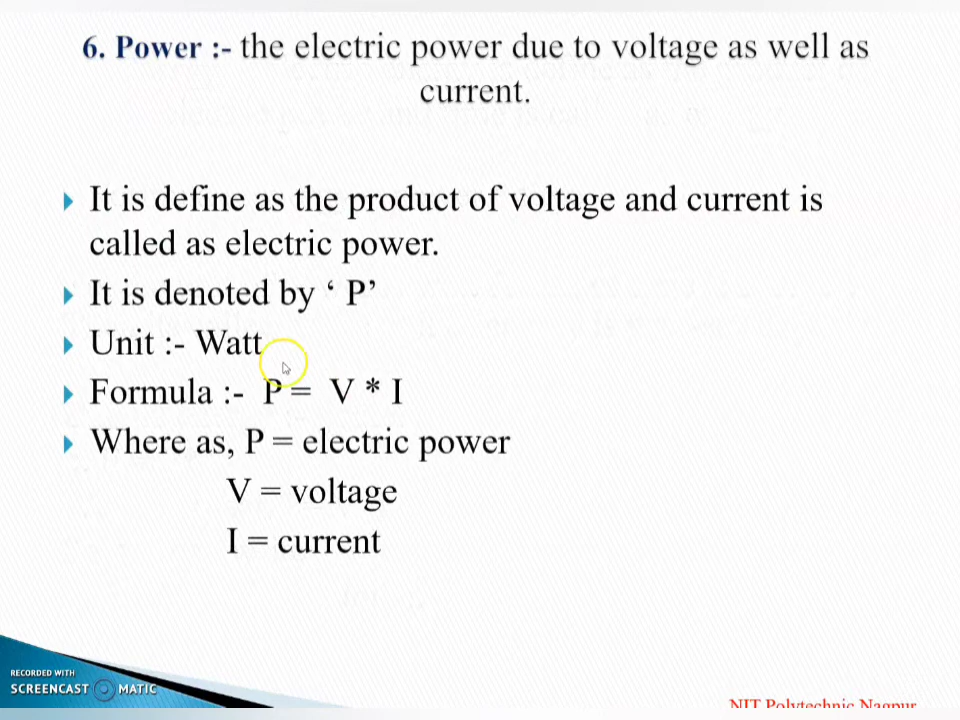 6. Power :- the electric power due to voltage as well as
current.
It is define as the product of voltage and current is
called as electric power.
It is denoted by ‘ P’
Unit :- Watt
Formula :-  P =  V * I
Where as, P = electric power
V = voltage
I = current
RECORDED WITH
SCREENCAST MATIC
NIT Polytechnic Nagpur